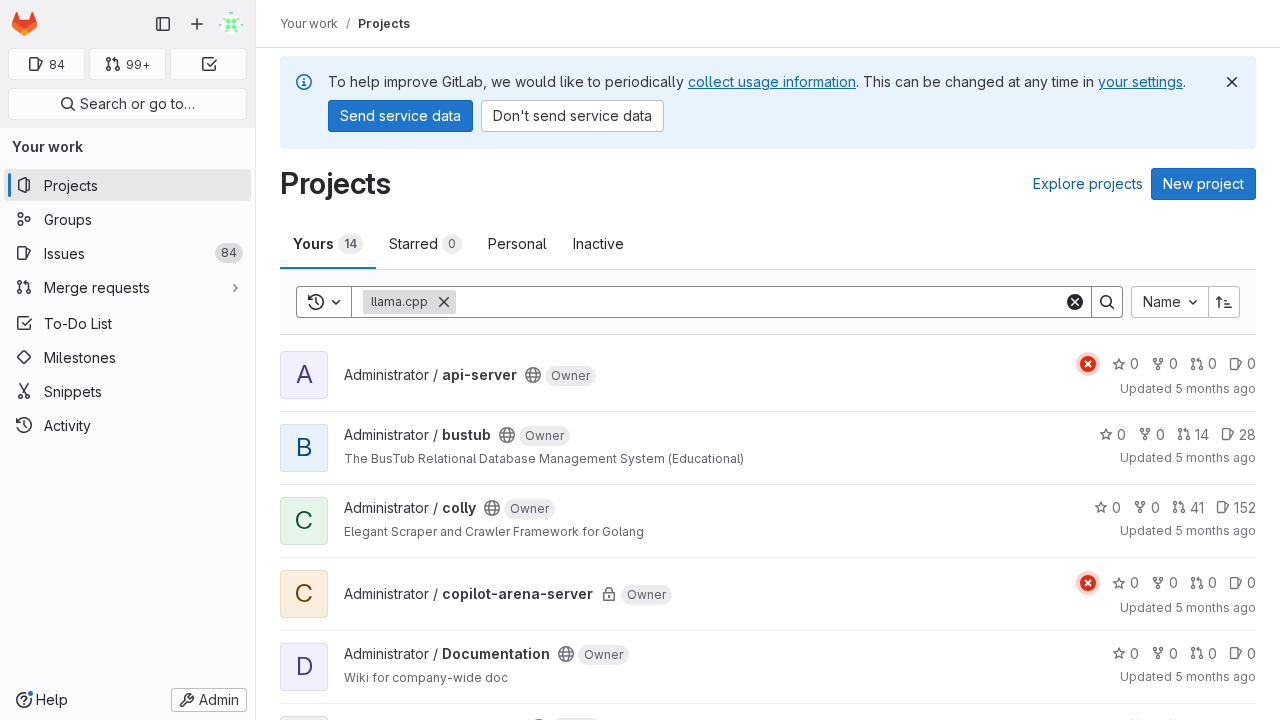 84
99+
Search or go to…
Your work
Projects
Groups
Issues 84
Merge requests
To-Do List
Milestones
Snippets
Activity
Help
Admin
Your work / Projects
To help improve GitLab, we would like to periodically collect usage information. This can be changed at any time in your settings.
Send service data
Don't send service data
Projects
Explore projects
New project
Yours 14
Starred 0
Personal
Inactive
llama.cpp
Name
A
Administrator / api-server Owner
0 0 0 0
Updated 5 months ago
B
Administrator / bustub Owner
The BusTub Relational Database Management System (Educational)
0 0 14 28
Updated 5 months ago
C
Administrator / colly Owner
Elegant Scraper and Crawler Framework for Golang
0 0 41 152
Updated 5 months ago
C
Administrator / copilot-arena-server Owner
0 0 0 0
Updated 5 months ago
D
Administrator / Documentation Owner
Wiki for company-wide doc
0 0 0 0
Updated 5 months ago